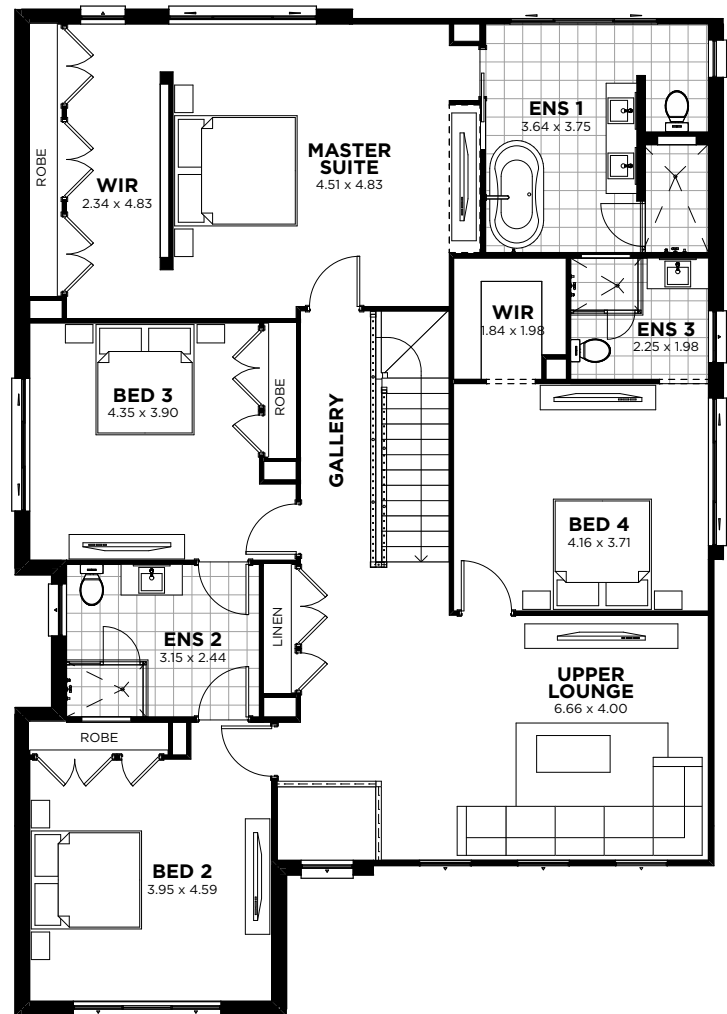 ROBE
WIR
2.34 x 4.83
MASTER
SUITE
4.51 x 4.83
ENS 1
3.64 x 3.75
WIR
1.84 x 1.98
ENS 3
2.25 x 1.98
BED 3
4.35 x 3.90
ROBE
GALLERY
BED 4
4.16 x 3.71
ENS 2
3.15 x 2.44
LINEN
UPPER
LOUNGE
6.66 x 4.00
ROBE
BED 2
3.95 x 4.59